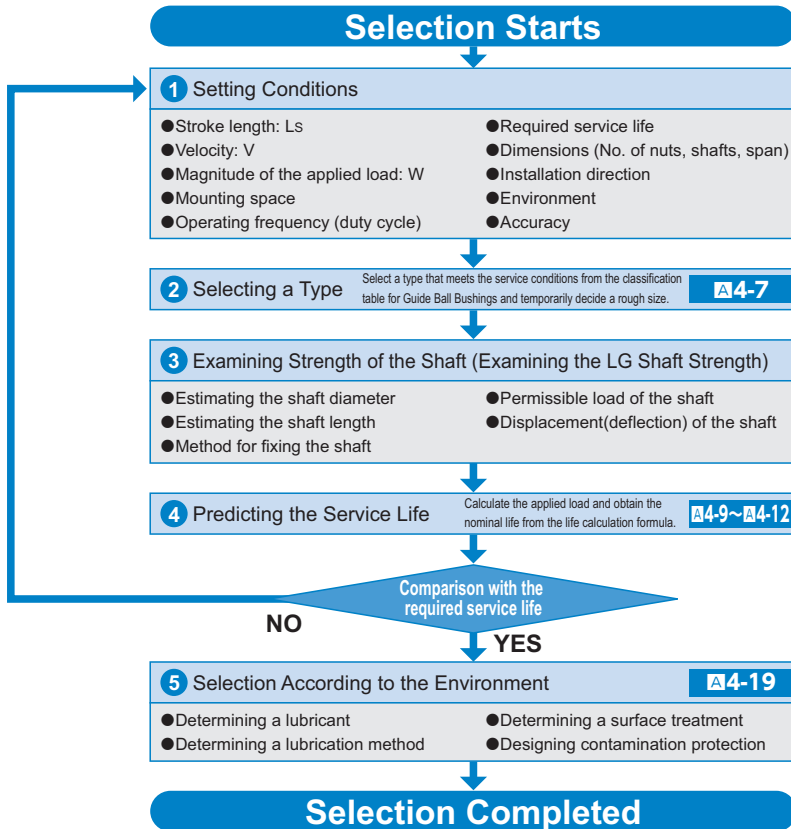 Selection Starts
1 Setting Conditions
●Stroke length: Ls
●Velocity: V
●Magnitude of the applied load: W
●Mounting space
●Operating frequency (duty cycle)
●Required service life
●Dimensions (No. of nuts, shafts, span)
●Installation direction
●Environment
●Accuracy
2 Selecting a Type
Select a type that meets the service conditions from the classification
table for Guide Ball Bushings and temporarily decide a rough size.
A4-7
3 Examining Strength of the Shaft (Examining the LG Shaft Strength)
●Estimating the shaft diameter
●Estimating the shaft length
●Method for fixing the shaft
●Permissible load of the shaft
●Displacement(deflection) of the shaft
4 Predicting the Service Life
Calculate the applied load and obtain the
nominal life from the life calculation formula.
A4-9~A4-12
Comparison with the
required service life
NO
YES
5 Selection According to the Environment
A4-19
●Determining a lubricant
●Determining a lubrication method
●Determining a surface treatment
●Designing contamination protection
Selection Completed